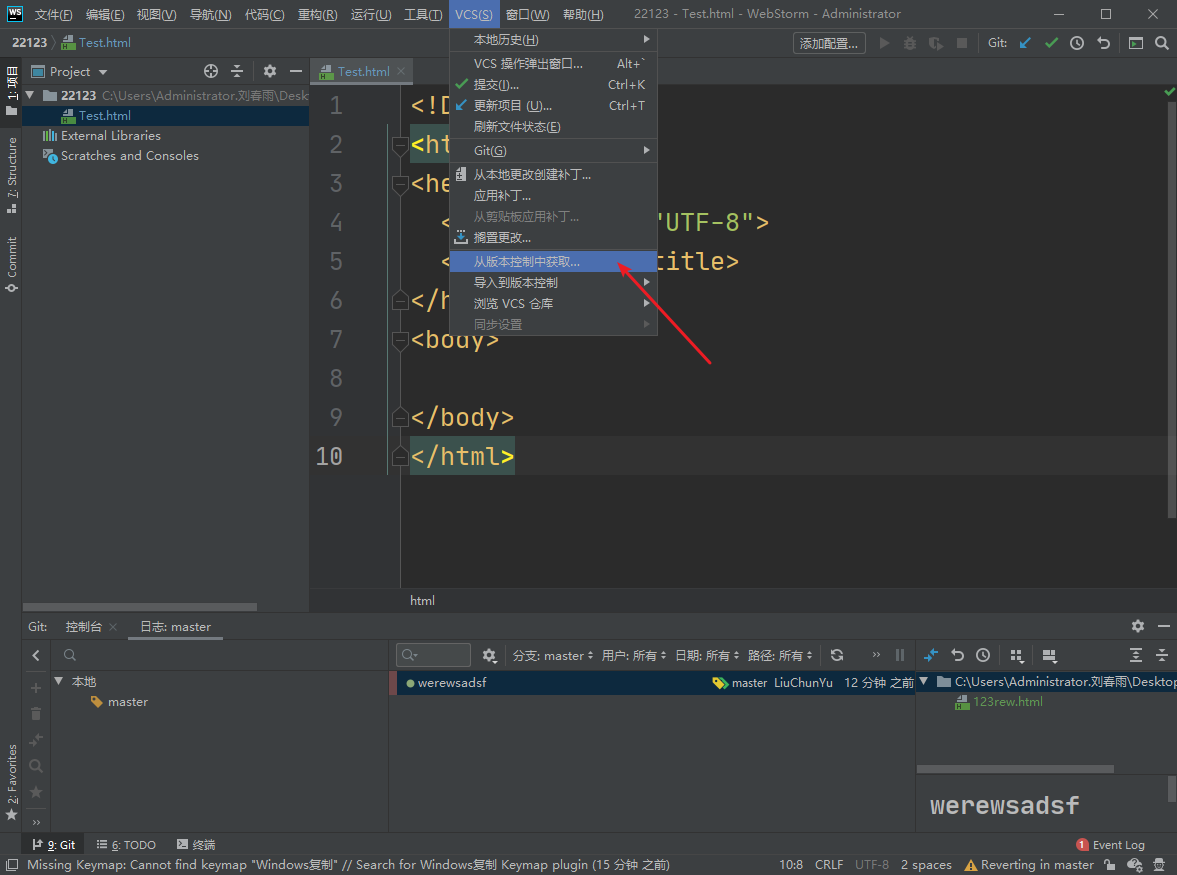 WS 文件(F) 编辑(E) 视图(V) 导航(N) 代码(C) 重构(R) 运行(U) 工具(T) VCS(S) 窗口(W) 帮助(H) 22123 - Test.html - WebStorm - Administrator
22123 Test.html 添加配置... Git:
Project
Test.html
22123 C:\Users\Administrator.刘春雨\Desk
Test.html
External Libraries
Scratches and Consoles
1: 项目
7: Structure
Commit
2: Favorites
本地历史(H)
VCS 操作弹出窗口... Alt+`
提交(I)... Ctrl+K
更新项目 (U)... Ctrl+T
刷新文件状态(E)
Git(G)
从本地更改创建补丁...
应用补丁...
从剪贴板应用补丁...
搁置更改...
从版本控制中获取...
导入到版本控制
浏览 VCS 仓库
同步设置
1 <!D
2 <ht
3 <he
4 < "UTF-8">
5 < title>
6 </h
7 <body>
8
9 </body>
10 </html>
html
Git: 控制台 日志: master
分支: master 用户: 所有 日期: 所有 路径: 所有
本地
master
werewsadsf master LiuChunYu 12 分钟 之前
C:\Users\Administrator.刘春雨\Desktop
123rew.html
werewsadsf
9: Git 6: TODO 终端 1 Event Log
Missing Keymap: Cannot find keymap "Windows复制" // Search for Windows复制 Keymap plugin (15 分钟 之前) 10:8 CRLF UTF-8 2 spaces Reverting in master